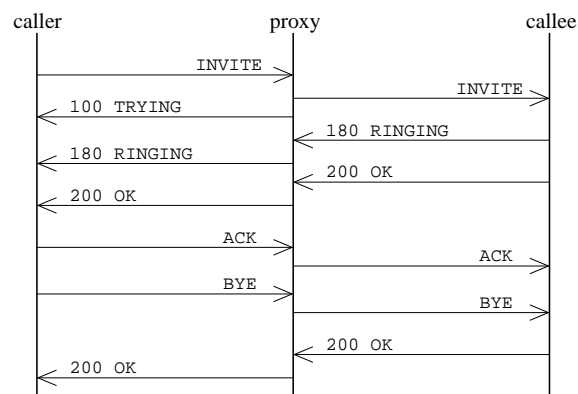 caller proxy callee
INVITE
INVITE
100 TRYING
180 RINGING
180 RINGING
200 OK
200 OK
ACK
ACK
BYE
BYE
200 OK
200 OK